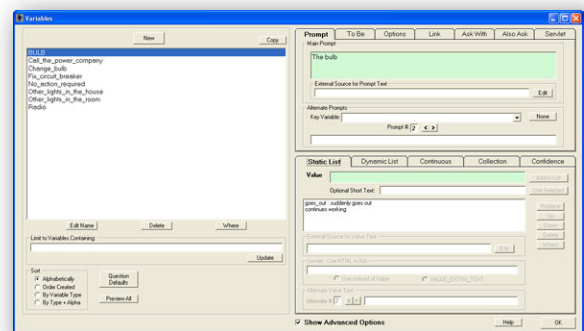 Variables
New
Copy
BULB
Call_the_power_company
Change_bulb
Fix_circuit_breaker
No_action_required
Other_lights_in_the_house
Other_lights_in_the_room
Radio
Edit Name Delete Where
Limit to Variables Containing:
Update
Sort
Alphabetically
Order Created
By Variable Type
By Type + Alpha
Question Defaults
Preview All
Prompt To Be Options Link Ask With Also Ask Servlet
Main Prompt
The bulb
External Source for Prompt Text
Edit
Alternate Prompts
Key Variable: None
Prompt #: 2
Static List Dynamic List Continuous Collection Confidence
Value
Add to List
Optional Short Text: Use Selected
goes_out : suddenly goes out
continues working
Replace
Up
Down
Delete
Where
External Source for Value Text
Edit
Servlet - Use HTML
Use Instead of Value VALUE_EXTRA_TEXT
Alternate Value Text
Alternate #: 2
Show Advanced Options Help OK